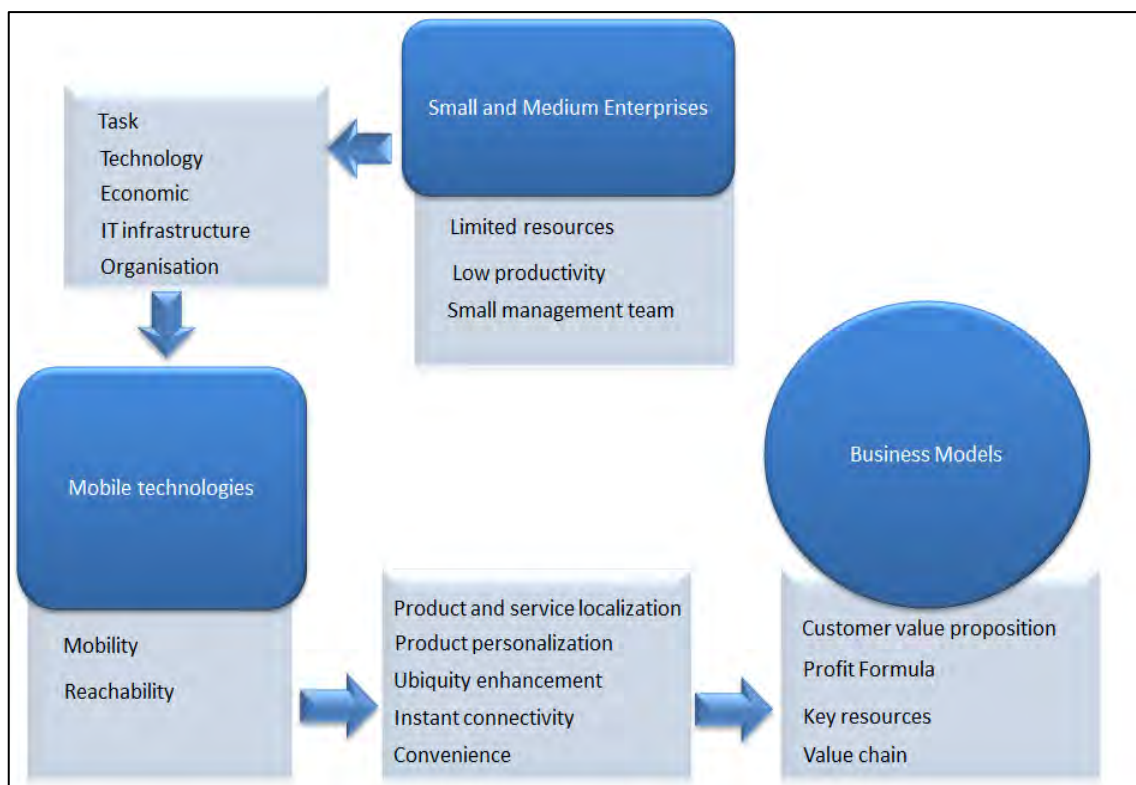 Small and Medium Enterprises
Limited resources
Low productivity
Small management team
Task
Technology
Economic
IT infrastructure
Organisation
Mobile technologies
Mobility
Reachability
Product and service localization
Product personalization
Ubiquity enhancement
Instant connectivity
Convenience
Business Models
Customer value proposition
Profit Formula
Key resources
Value chain